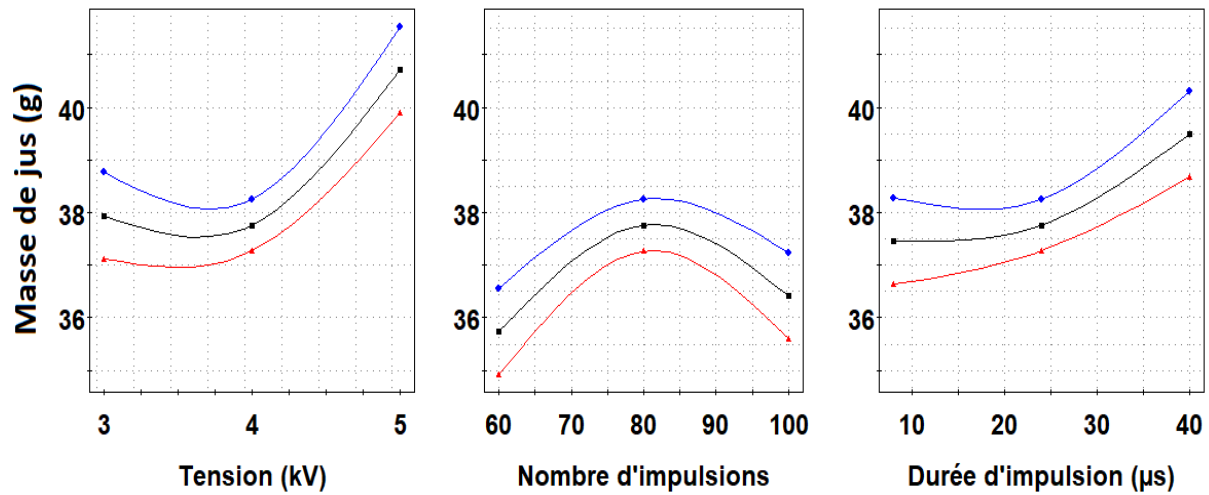 Masse de jus (g)
40
38
36
3 4 5
Tension (kV)
40
38
36
60 70 80 90 100
Nombre d'impulsions
40
38
36
10 20 30 40
Durée d'impulsion (µs)